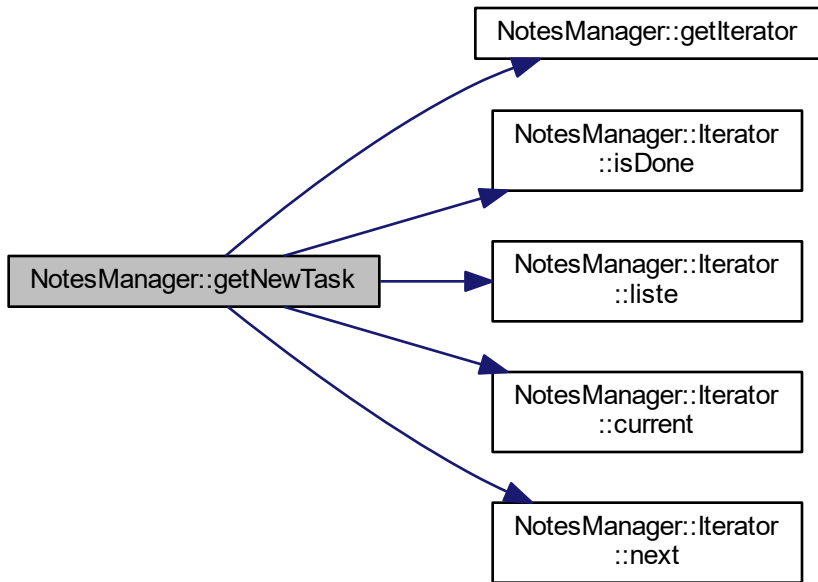 NotesManager::getIterator
NotesManager::Iterator
::isDone
NotesManager::getNewTask
NotesManager::Iterator
::liste
NotesManager::Iterator
::current
NotesManager::Iterator
::next